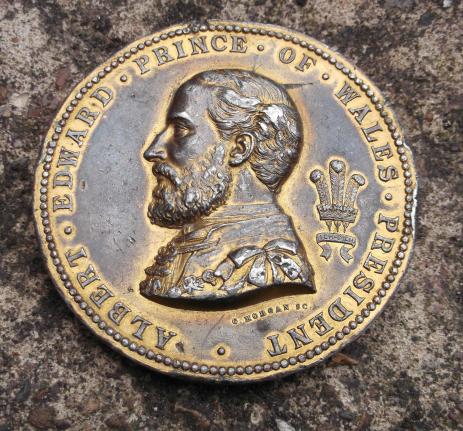 ALBERT · EDWARD · PRINCE · OF · WALES · PRESIDENT ·
G. MORGAN SC.